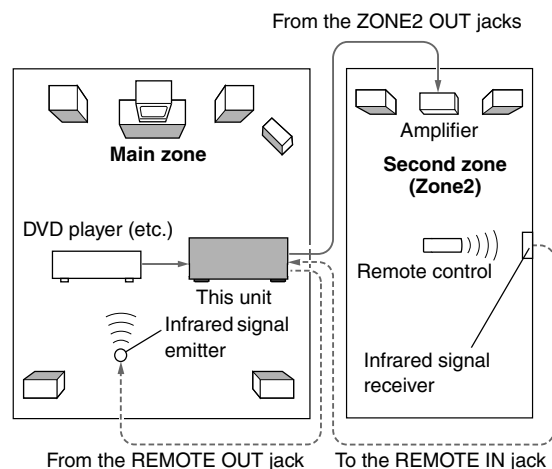 From the ZONE2 OUT jacks
Main zone
Amplifier
Second zone
(Zone2)
DVD player (etc.)
This unit
Remote control
Infrared signal
emitter
Infrared signal
receiver
From the REMOTE OUT jack
To the REMOTE IN jack